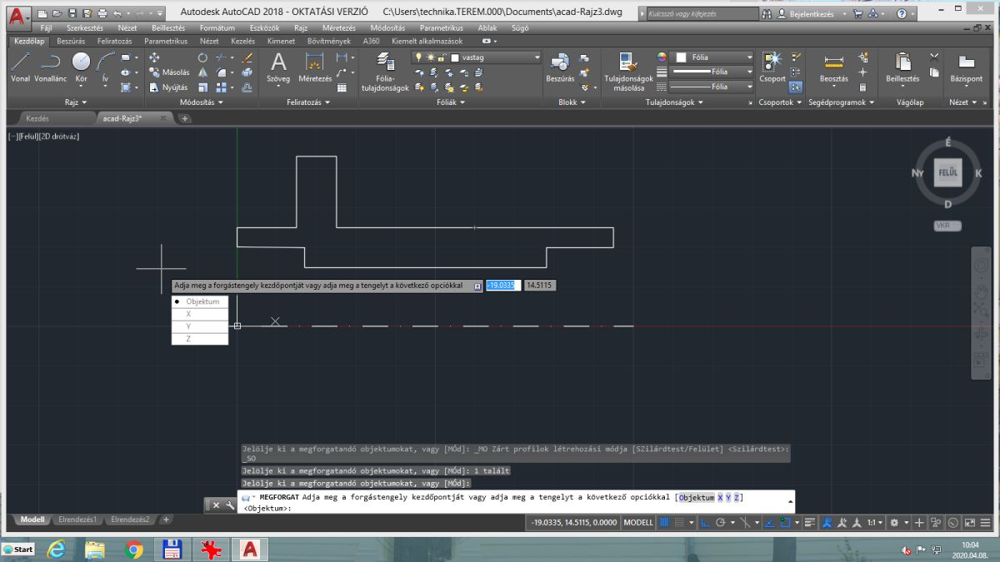 Autodesk AutoCAD 2018 - OKTATÁSI VERZIÓ C:\Users\technika.TEREM.000\Documents\acad-Rajz3.dwg
Kulcsszó vagy kifejezés
Bejelentkezés
Fájl Szerkesztés Nézet Beillesztés Formátum Eszközök Rajz Méretezés Módosítás Parametrikus Ablak Súgó
Kezdőlap Beszúrás Feliratozás Parametrikus Nézet Kezelés Kimenet Bővítmények A360 Kiemelt alkalmazások
Vonal Vonallánc Kör Ív
Másolás
Nyújtás
Szöveg Méretezés
Fólia-
tulajdonságok
vastag
Beszúrás
Tulajdonságok
másolása
Fólia
Fólia
Fólia
Csoport
Beosztás
Beillesztés
Bázispont
Rajz Módosítás Feliratozás Fóliák Blokk Tulajdonságok Csoportok Segédprogramok Vágólap Nézet
Kezdés acad-Rajz3*
[−][Felül][2D drótváz]
É
Ny FELÜL K
D
VKR
Adja meg a forgástengely kezdőpontját vagy adja meg a tengelyt a következő opciókkal -19.0335 14.5115
Objektum
X
Y
Z
Jelölje ki a megforgatandó objektumokat, vagy [MÓd]: _MO Zárt profilok létrehozási módja [SZilárdtest/Felület] <Szilárdtest>:
_SO
Jelölje ki a megforgatandó objektumokat, vagy [MÓd]: 1 talált
Jelölje ki a megforgatandó objektumokat, vagy [MÓd]:
MEGFORGAT Adja meg a forgástengely kezdőpontját vagy adja meg a tengelyt a következő opciókkal [Objektum X Y Z]
<Objektum>:
Modell Elrendezés1 Elrendezés2
-19.0335, 14.5115, 0.0000 MODELL
1:1
Start
10:04
2020.04.08.